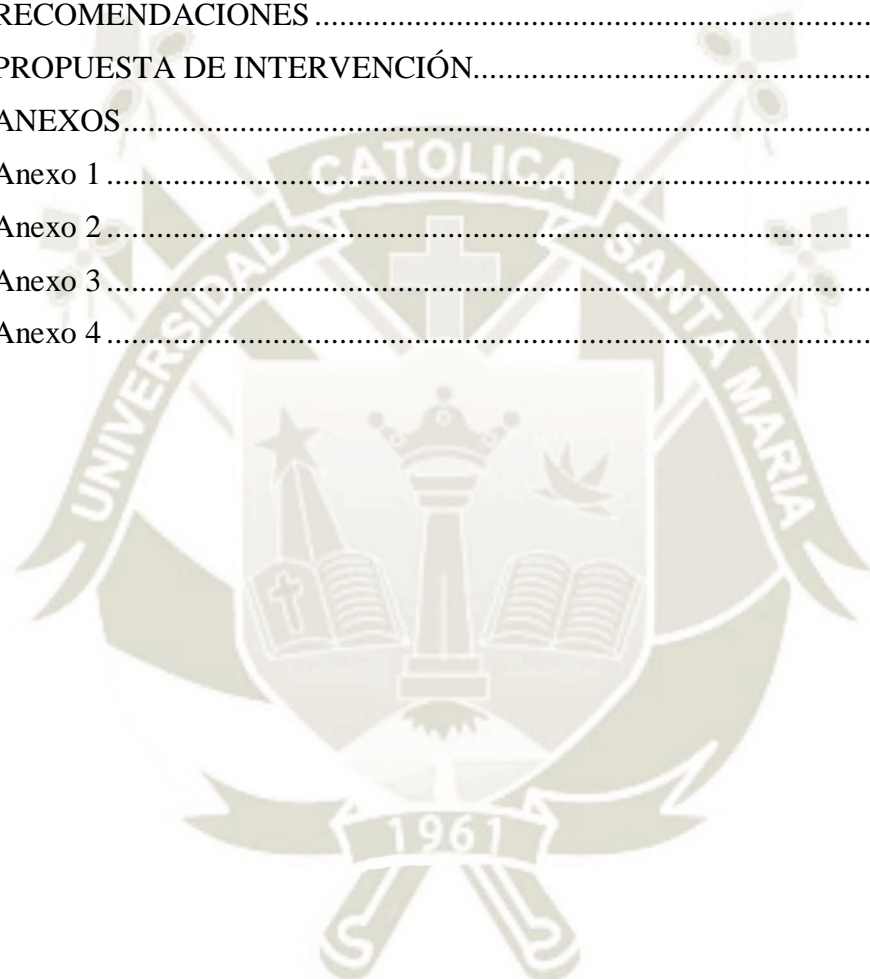 RECOMENDACIONES ................................................................................
PROPUESTA DE INTERVENCIÓN................................................................................
ANEXOS................................................................................
Anexo 1 ................................................................................
Anexo 2 ................................................................................
Anexo 3 ................................................................................
Anexo 4 ................................................................................
UNIVERSIDAD CATOLICA SANTA MARIA
1961